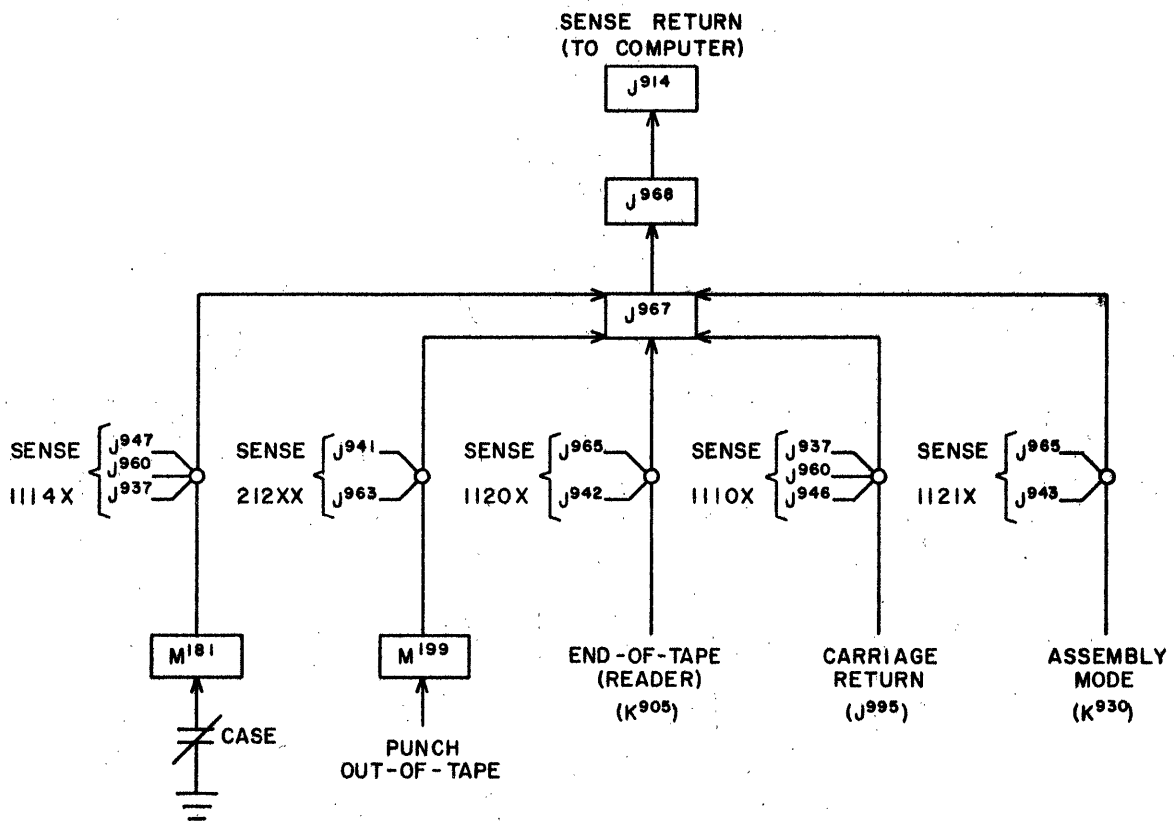 SENSE RETURN
(TO COMPUTER)
J914
J968
J967
SENSE
1114X
J947
J960
J937
SENSE
212XX
J941
J963
SENSE
1120X
J965
J942
SENSE
1110X
J937
J960
J946
SENSE
1121X
J965
J943
M181
CASE
M199
PUNCH
OUT-OF-TAPE
END-OF-TAPE
(READER)
(K905)
CARRIAGE
RETURN
(J995)
ASSEMBLY
MODE
(K930)